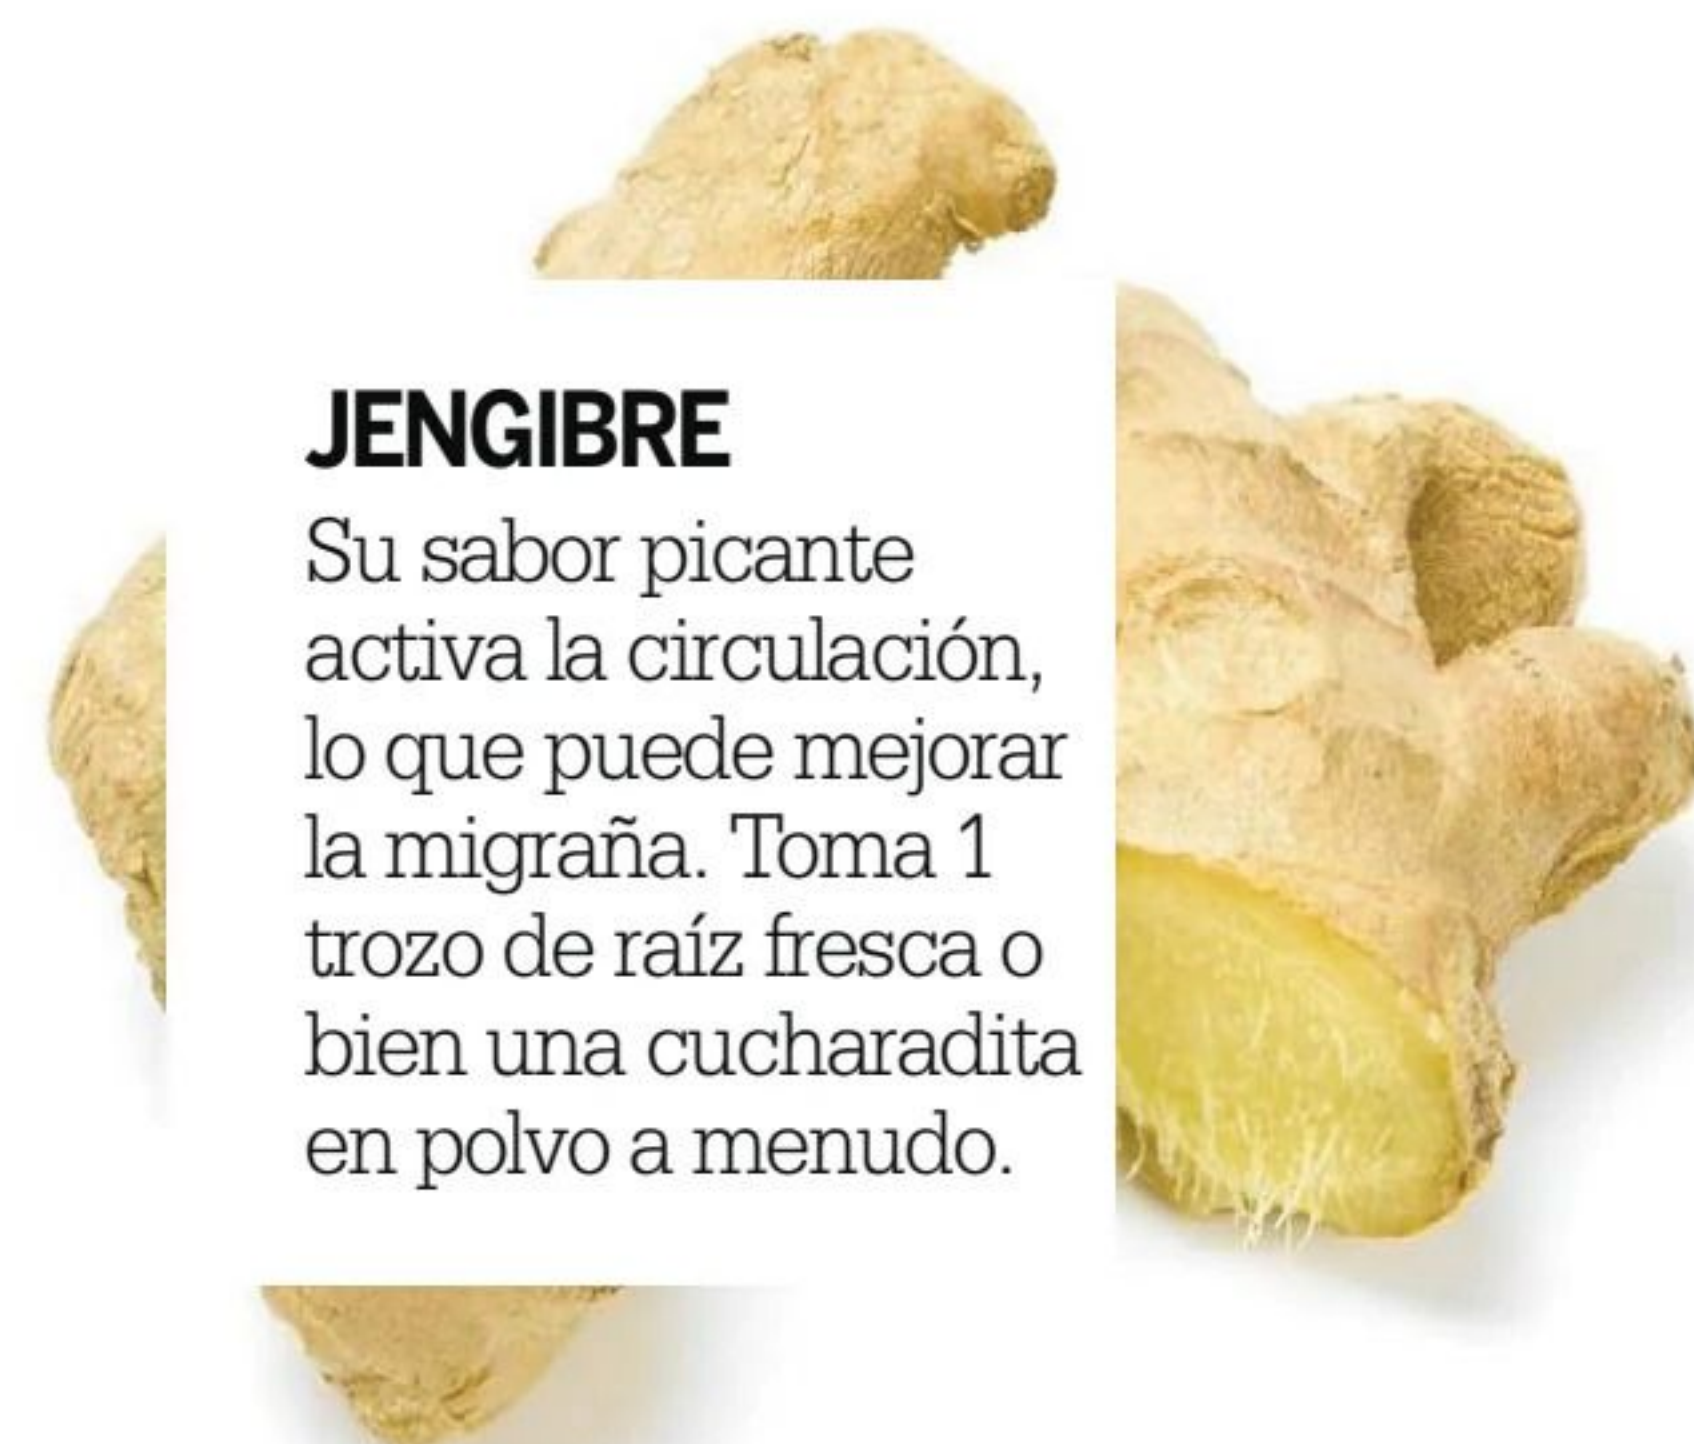 JENGIBRE
Su sabor picante
activa la circulación,
lo que puede mejorar
la migraña. Toma 1
trozo de raíz fresca o
bien una cucharadita
en polvo a menudo.